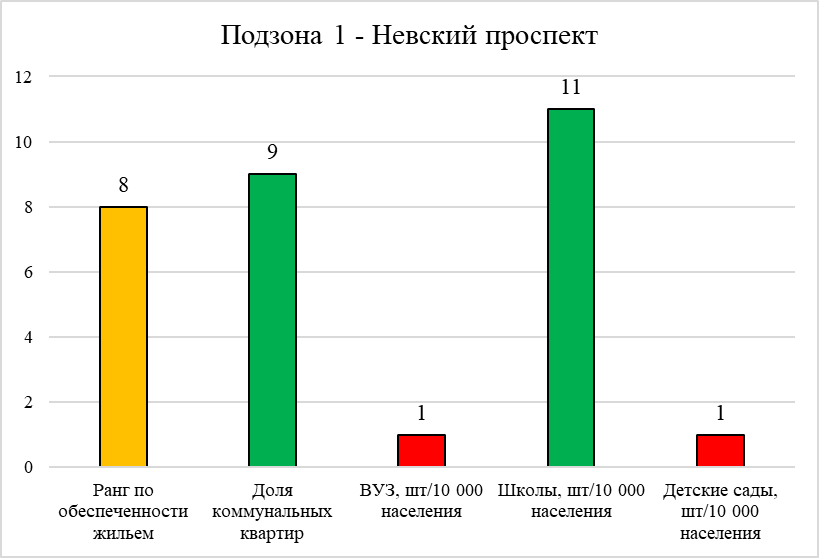 Подзона 1 - Невский проспект
12
10
8
6
4
2
0
8
9
1
11
1
Ранг по
обеспеченности
жильем
Доля
коммунальных
квартир
ВУЗ, шт/10 000
населения
Школы, шт/10 000
населения
Детские сады,
шт/10 000
населения